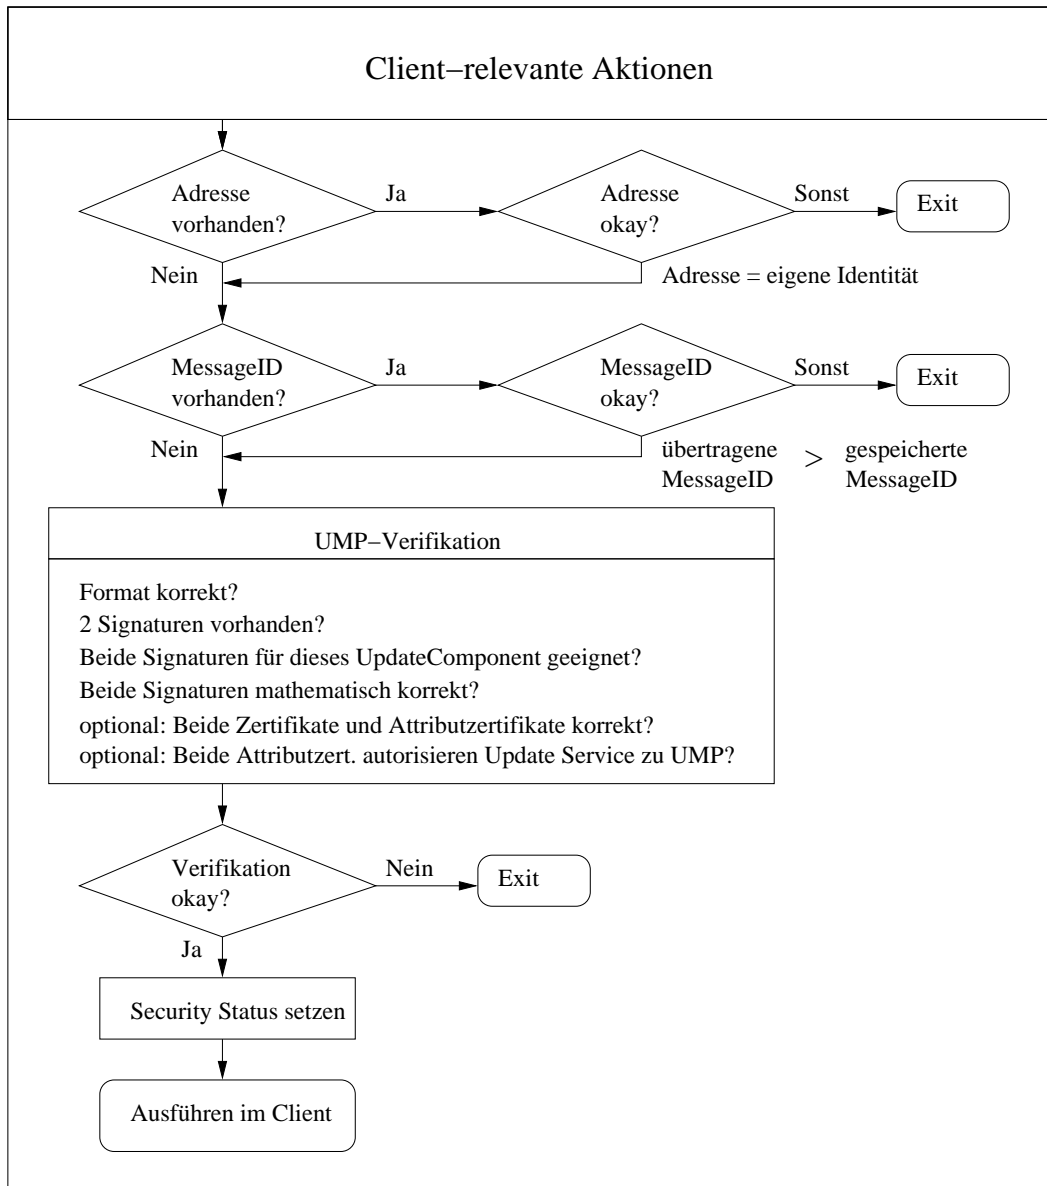 Client–relevante Aktionen
Adresse
vorhanden?
Ja
Adresse
okay?
Sonst
Exit
Nein
Adresse = eigene Identität
MessageID
vorhanden?
Ja
MessageID
okay?
Sonst
Exit
Nein
übertragene
MessageID
>
gespeicherte
MessageID
UMP–Verifikation
Format korrekt?
2 Signaturen vorhanden?
Beide Signaturen für dieses UpdateComponent geeignet?
Beide Signaturen mathematisch korrekt?
optional: Beide Zertifikate und Attributzertifikate korrekt?
optional: Beide Attributzert. autorisieren Update Service zu UMP?
Verifikation
okay?
Nein
Exit
Ja
Security Status setzen
Ausführen im Client